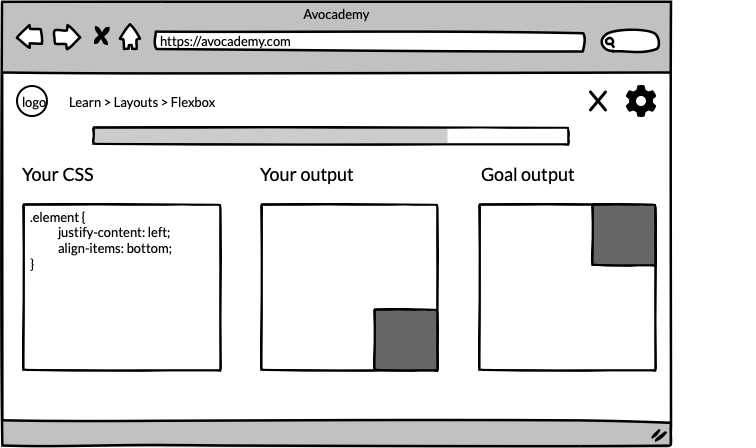 Avocademy
https://avocademy.com
logo
Learn > Layouts > Flexbox
Your CSS
Your output
Goal output
.element {
justify-content: left;
align-items: bottom;
}